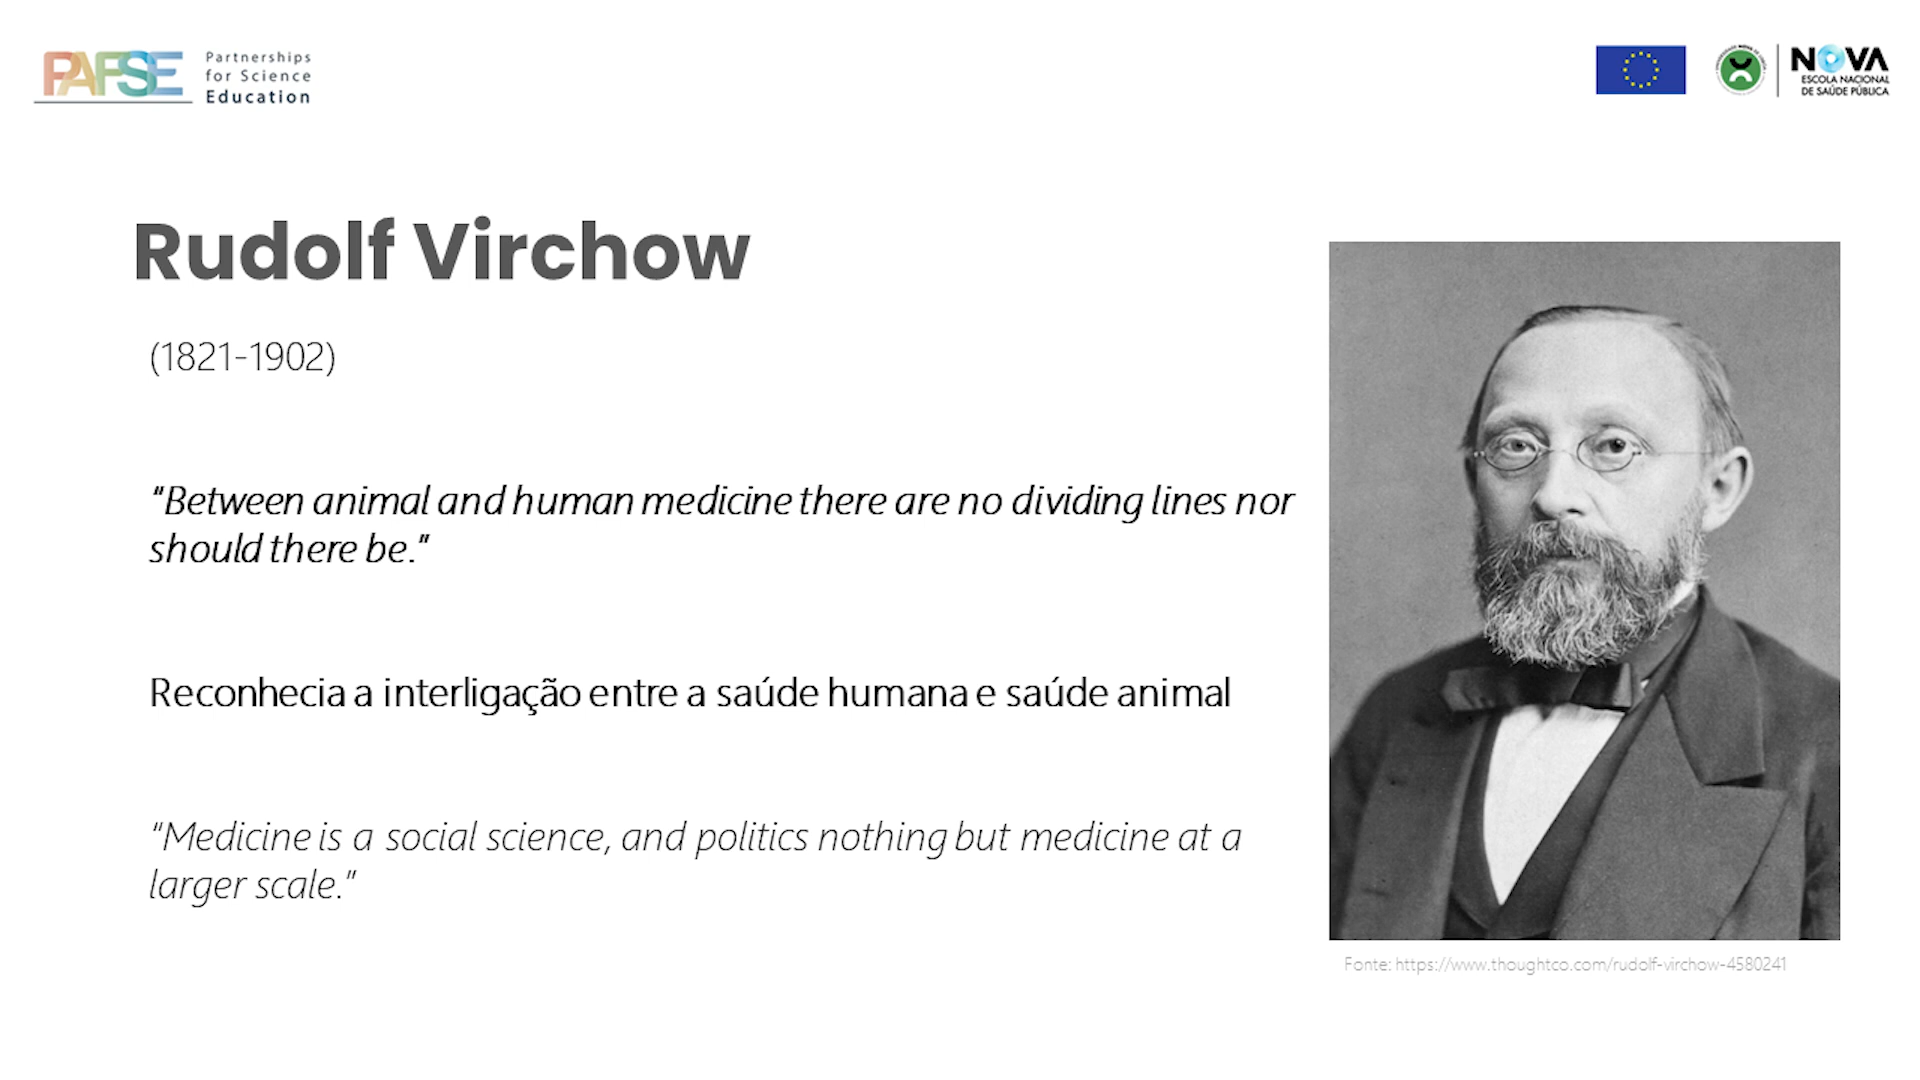 PAFSE
Partnerships
for Science
Education
NOVA
ESCOLA NACIONAL
DE SAÚDE PÚBLICA
Rudolf Virchow
(1821-1902)
"Between animal and human medicine there are no dividing lines nor
should there be."
Reconhecia a interligação entre a saúde humana e saúde animal
"Medicine is a social science, and politics nothing but medicine at a
larger scale."
Fonte: https://www.thoughtco.com/rudolf-virchow-4580241